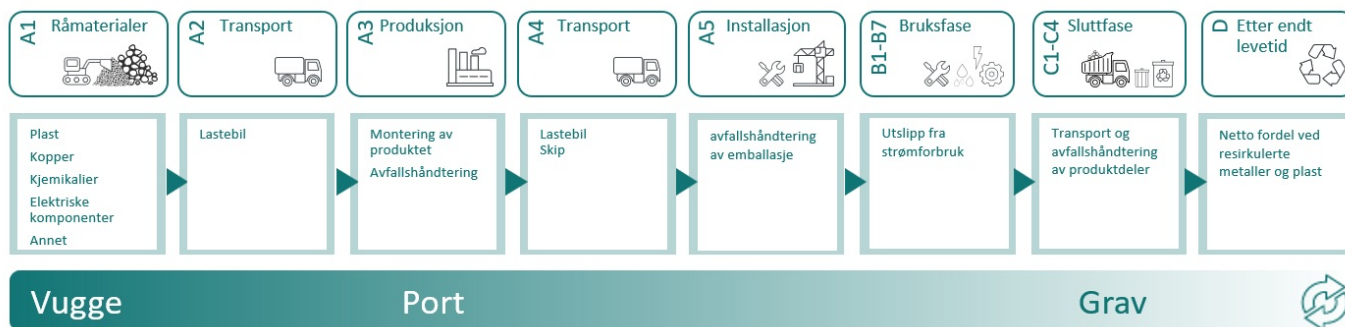 A1 Råmaterialer
A2 Transport
A3 Produksjon
A4 Transport
A5 Installasjon
B1-B7 Bruksfase
C1-C4 Sluttfase
D Etter endt
levetid
Plast
Kopper
Kjemikalier
Elektriske
komponenter
Annet
Lastebil
Montering av
produktet
Avfallshåndtering
Lastebil
Skip
avfallshåndtering
av emballasje
Utslipp fra
strømforbruk
Transport og
avfallshåndtering
av produktdeler
Netto fordel ved
resirkulerte
metaller og plast
Vugge
Port
Grav